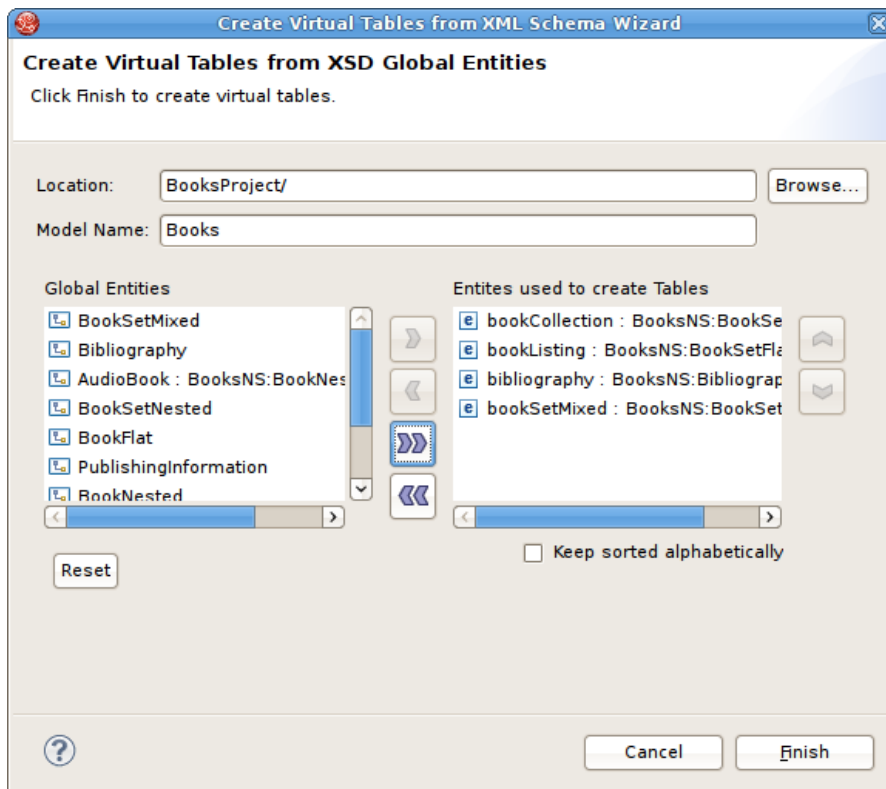 Create Virtual Tables from XML Schema Wizard
Create Virtual Tables from XSD Global Entities
Click Finish to create virtual tables.
Location: BooksProject/ Browse...
Model Name: Books
Global Entities
BookSetMixed
Bibliography
AudioBook : BooksNS:BookNes
BookSetNested
BookFlat
PublishingInformation
BookNested
Entites used to create Tables
bookCollection : BooksNS:BookSe
bookListing : BooksNS:BookSetFla
bibliography : BooksNS:Bibliograp
bookSetMixed : BooksNS:BookSet
Keep sorted alphabetically
Reset
Cancel Finish